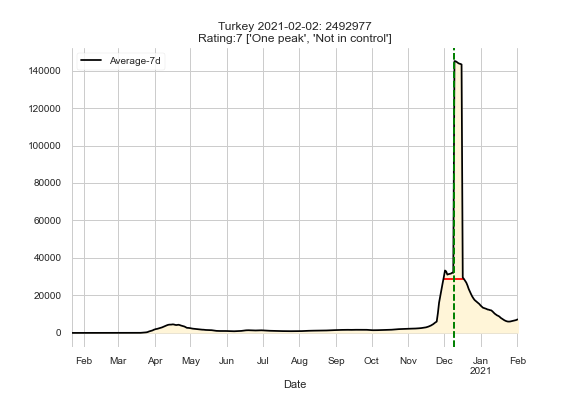 Turkey 2021-02-02: 2492977
Rating:7 ['One peak', 'Not in control']
Average-7d
140000
120000
100000
80000
60000
40000
20000
0
Feb Mar Apr May Jun Jul Aug Sep Oct Nov Dec Jan Feb
2021
Date